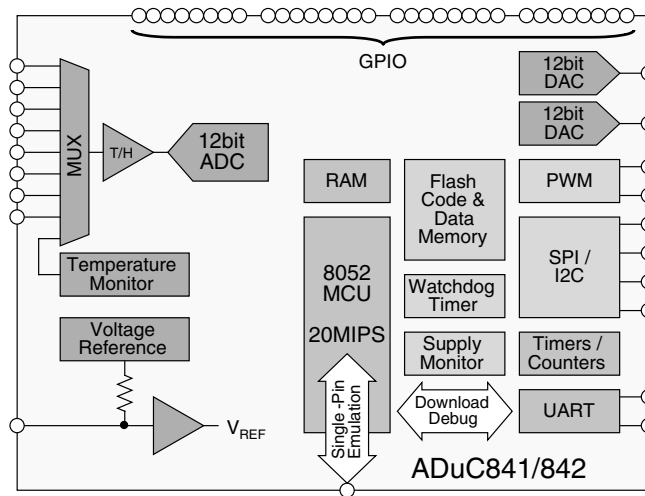 GPIO
MUX
T/H
12bit
ADC
Temperature
Monitor
Voltage
Reference
VREF
RAM
8052
MCU
20MIPS
Single-Pin
Emulation
Flash
Code &
Data
Memory
Watchdog
Timer
Supply
Monitor
Download
Debug
12bit
DAC
12bit
DAC
PWM
SPI /
I2C
Timers /
Counters
UART
ADuC841/842